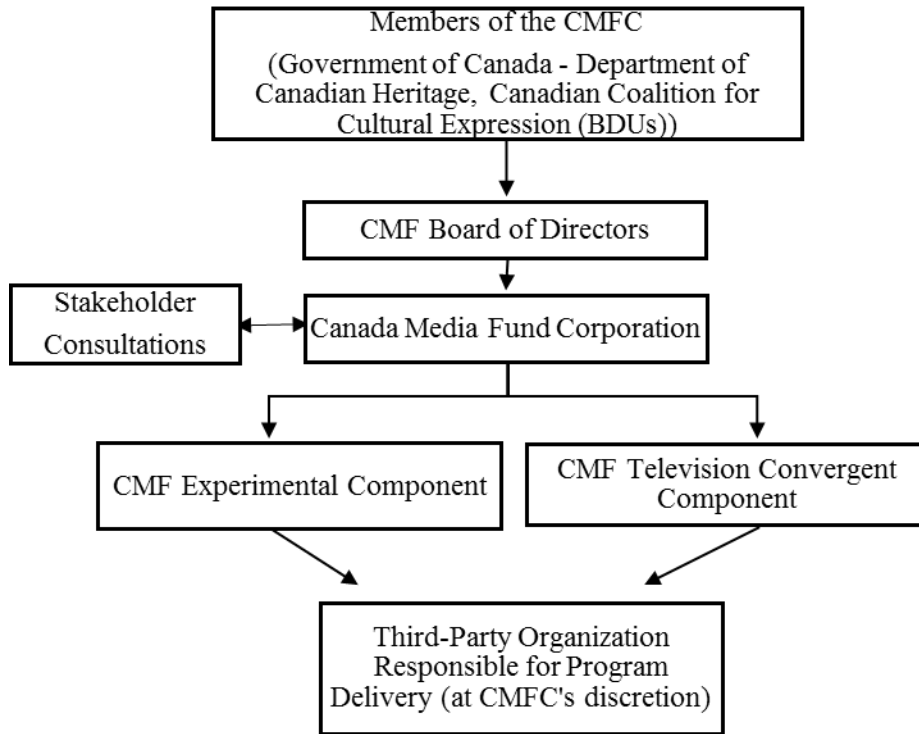 Members of the CMFC
(Government of Canada - Department of
Canadian Heritage, Canadian Coalition for
Cultural Expression (BDUs))
CMF Board of Directors
Stakeholder
Consultations
Canada Media Fund Corporation
CMF Experimental Component
CMF Television Convergent
Component
Third-Party Organization
Responsible for Program
Delivery (at CMFC's discretion)